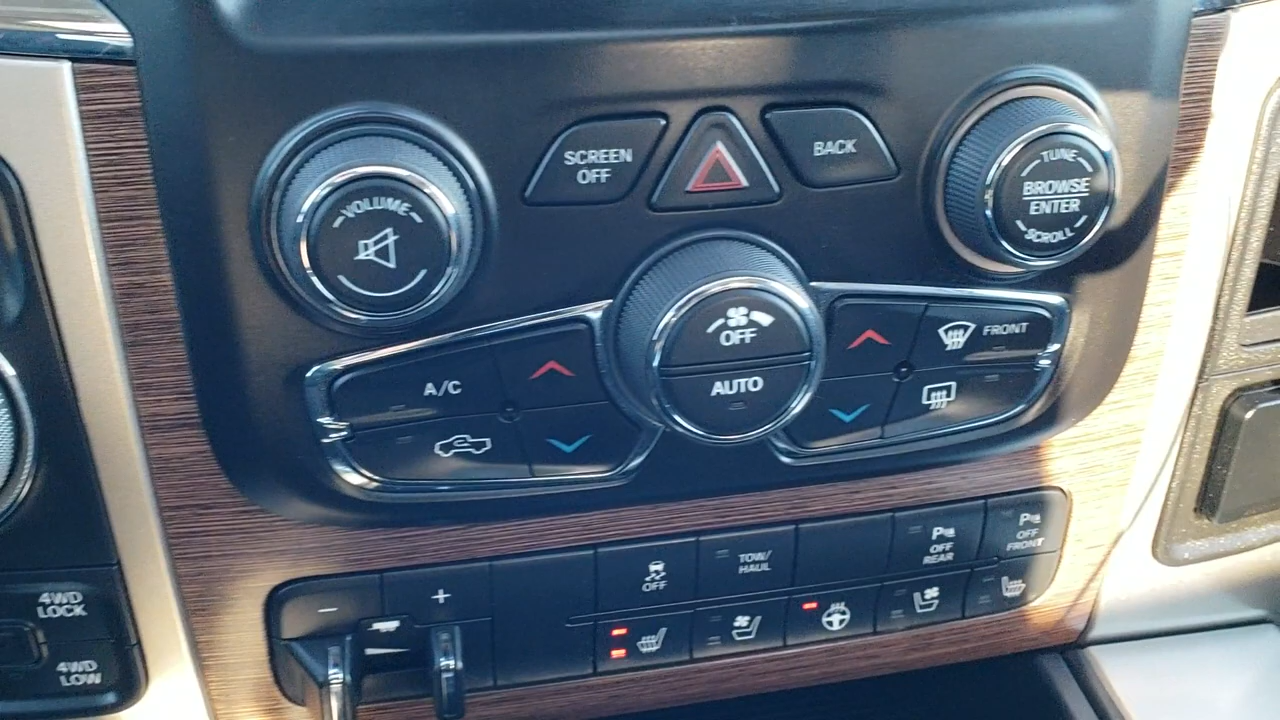 SCREEN
OFF
BACK
VOLUME
TUNE
BROWSE
ENTER
SCROLL
OFF
AUTO
A/C
FRONT
4WD
LOCK
4WD
LOW
−
+
OFF
TOW/
HAUL
P
OFF
REAR
P
OFF
FRONT